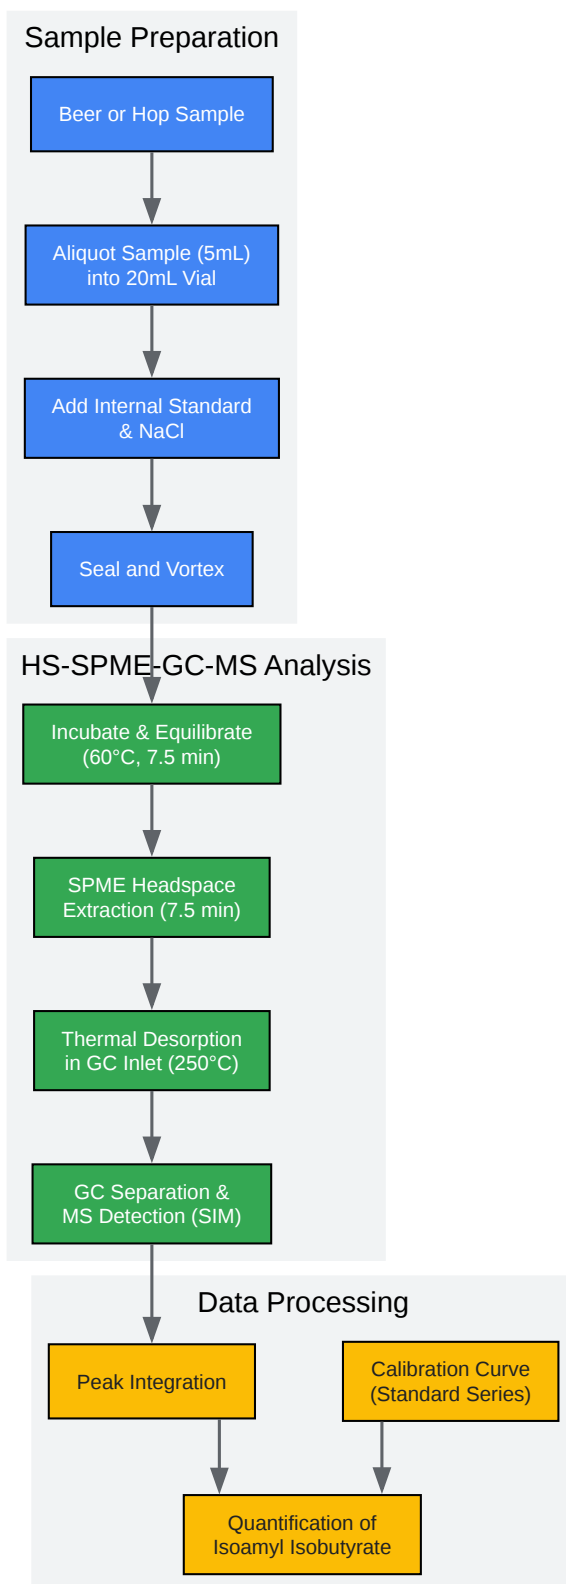 Sample Preparation
Beer or Hop Sample
Aliquot Sample (5mL)
into 20mL Vial
Add Internal Standard
& NaCl
Seal and Vortex
HS-SPME-GC-MS Analysis
Incubate & Equilibrate
(60°C, 7.5 min)
SPME Headspace
Extraction (7.5 min)
Thermal Desorption
in GC Inlet (250°C)
GC Separation &
MS Detection (SIM)
Data Processing
Peak Integration
Calibration Curve
(Standard Series)
Quantification of
Isoamyl Isobutyrate